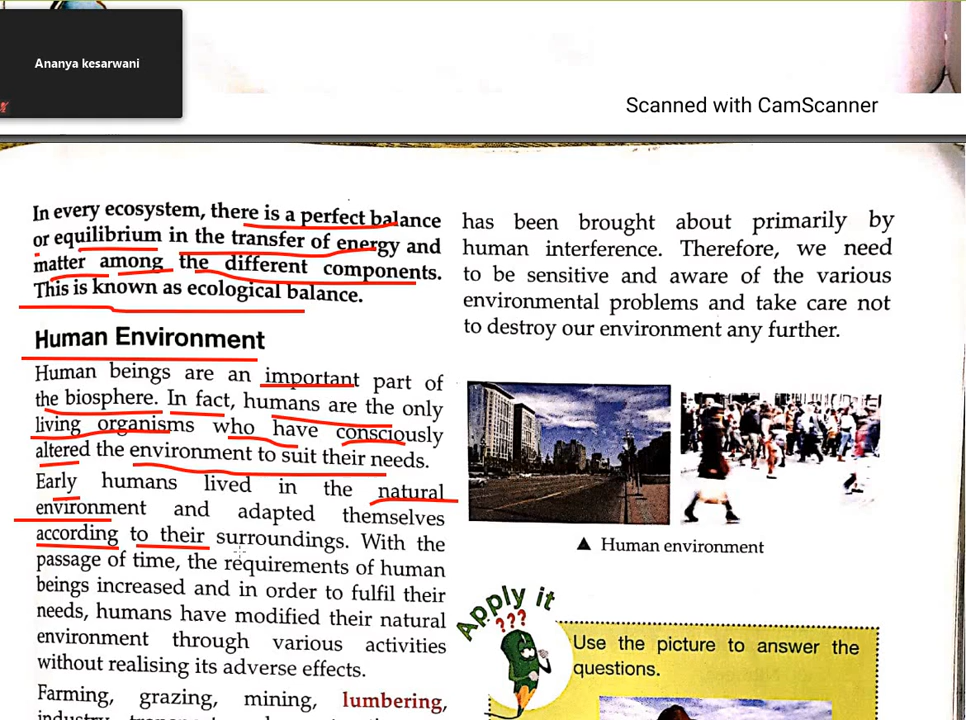 Ananya kesarwani
Scanned with CamScanner
In every ecosystem, there is a perfect balance
or equilibrium in the transfer of energy and
matter among the different components.
This is known as ecological balance.
Human Environment
Human beings are an important part of
the biosphere. In fact, humans are the only
living organisms who have consciously
altered the environment to suit their needs.
Early humans lived in the natural
environment and adapted themselves
according to their surroundings. With the
passage of time, the requirements of human
beings increased and in order to fulfil their
needs, humans have modified their natural
environment through various activities
without realising its adverse effects.
Farming, grazing, mining, lumbering,
has been brought about primarily by
human interference. Therefore, we need
to be sensitive and aware of the various
environmental problems and take care not
to destroy our environment any further.
▲ Human environment
Apply it
???
Use the picture to answer the
questions.